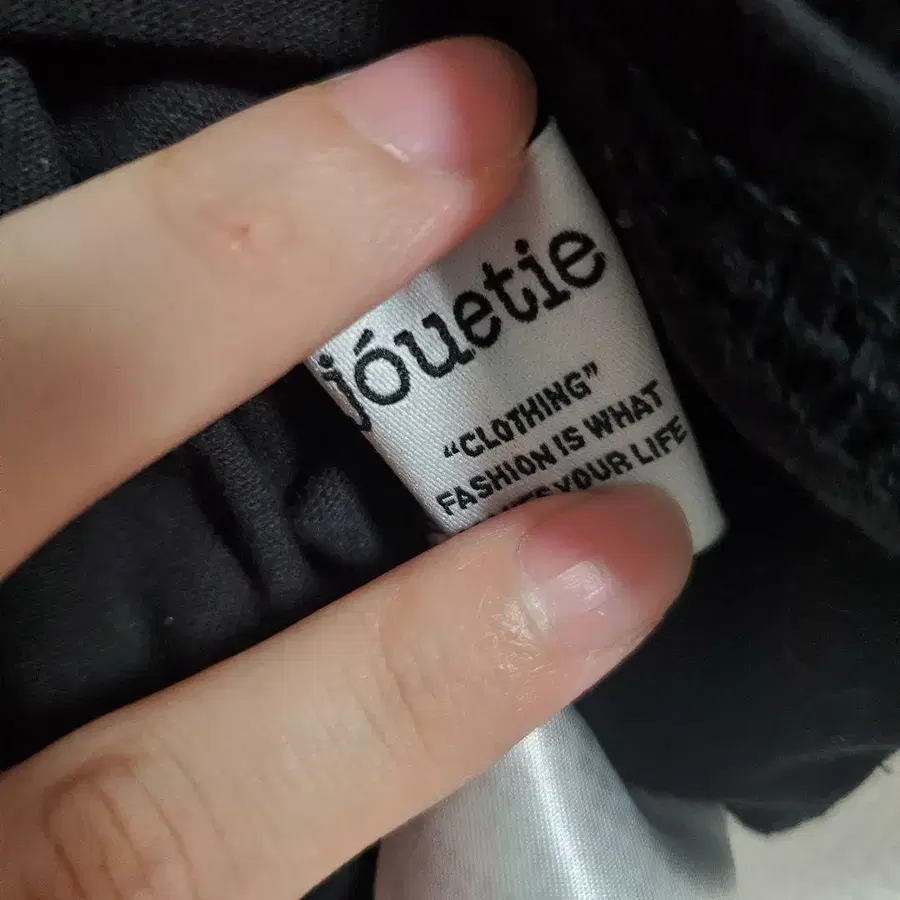 jóuetie
“CLOTHING”
FASHION IS WHAT
YOUR LIFE